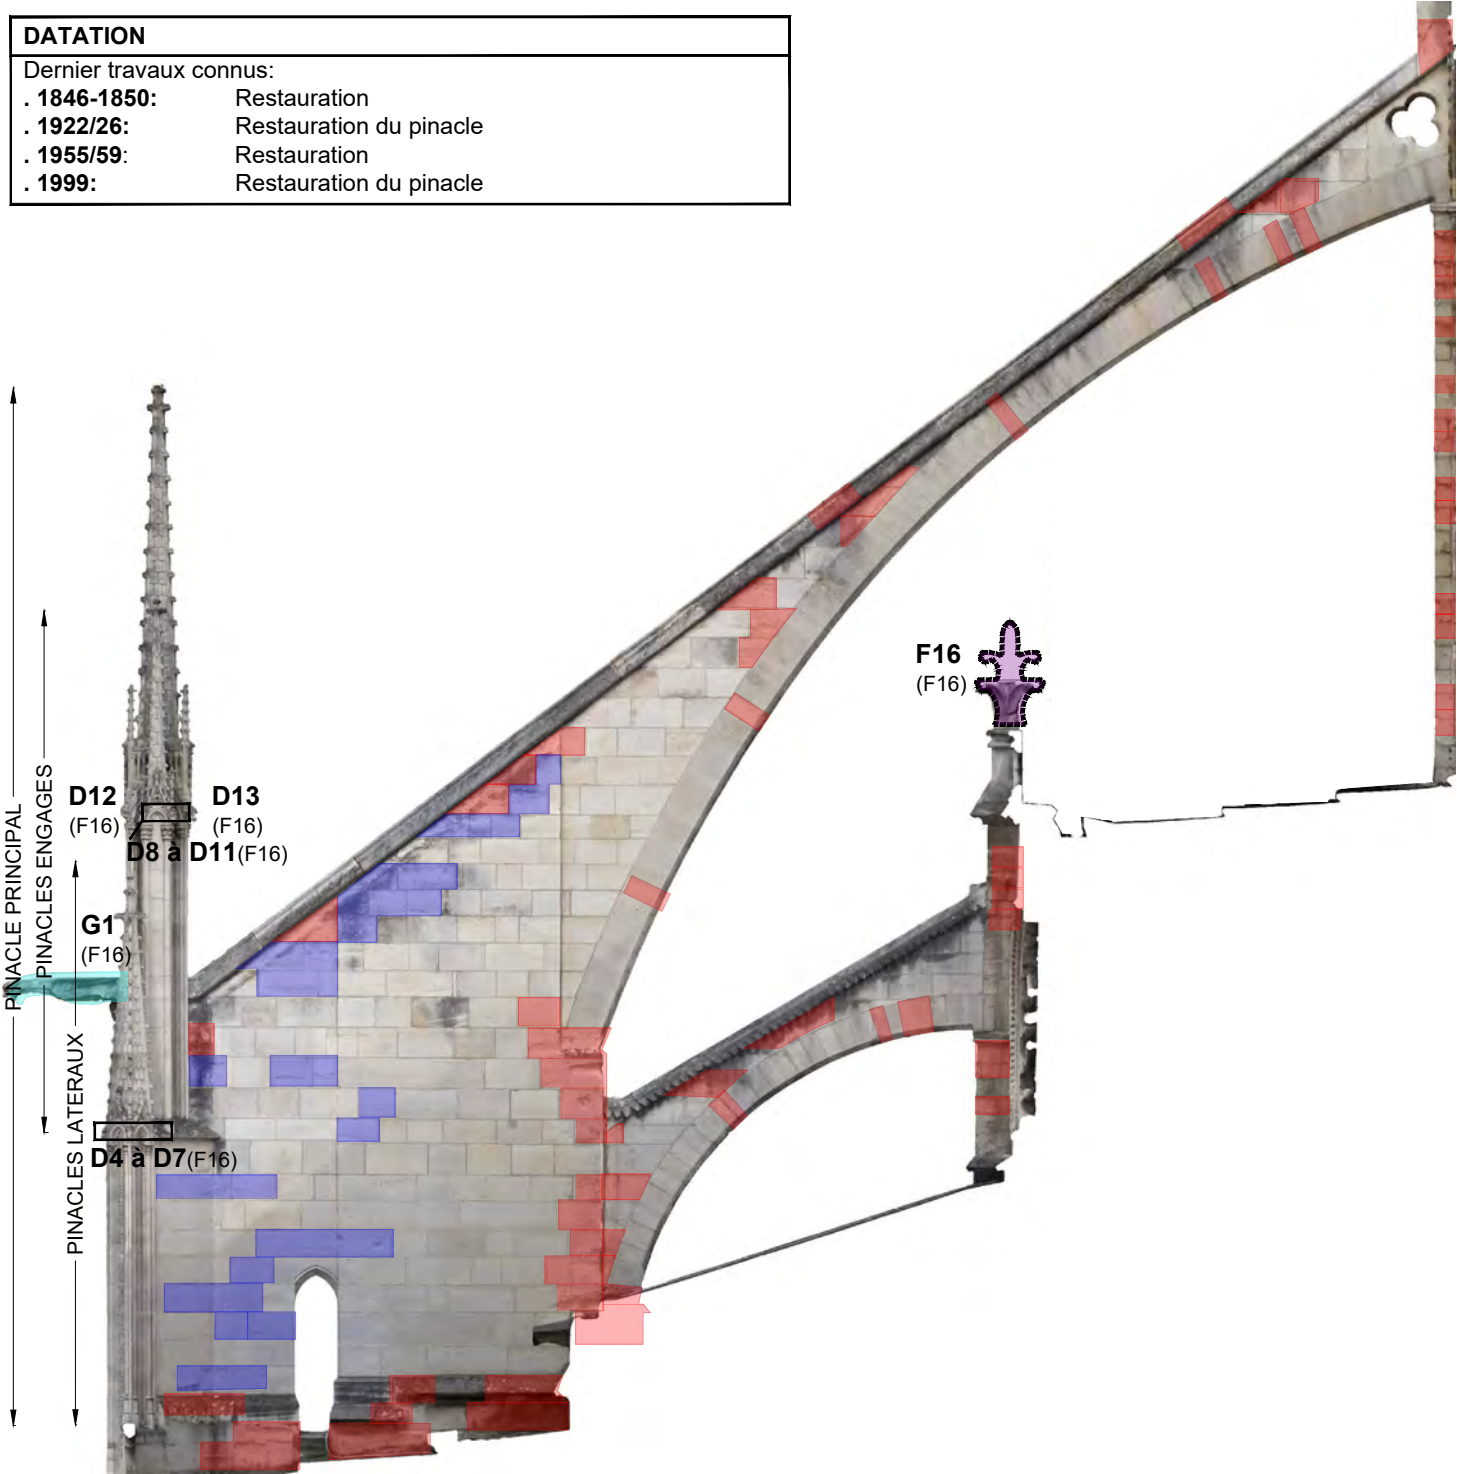 DATATION
Dernier travaux connus:
. 1846-1850: Restauration
. 1922/26: Restauration du pinacle
. 1955/59: Restauration
. 1999: Restauration du pinacle
F16
(F16)
D12
(F16)
D13
(F16)
D8 à D11(F16)
G1
(F16)
D4 à D7(F16)
PINACLE PRINCIPAL
PINACLES ENGAGES
PINACLES LATERAUX